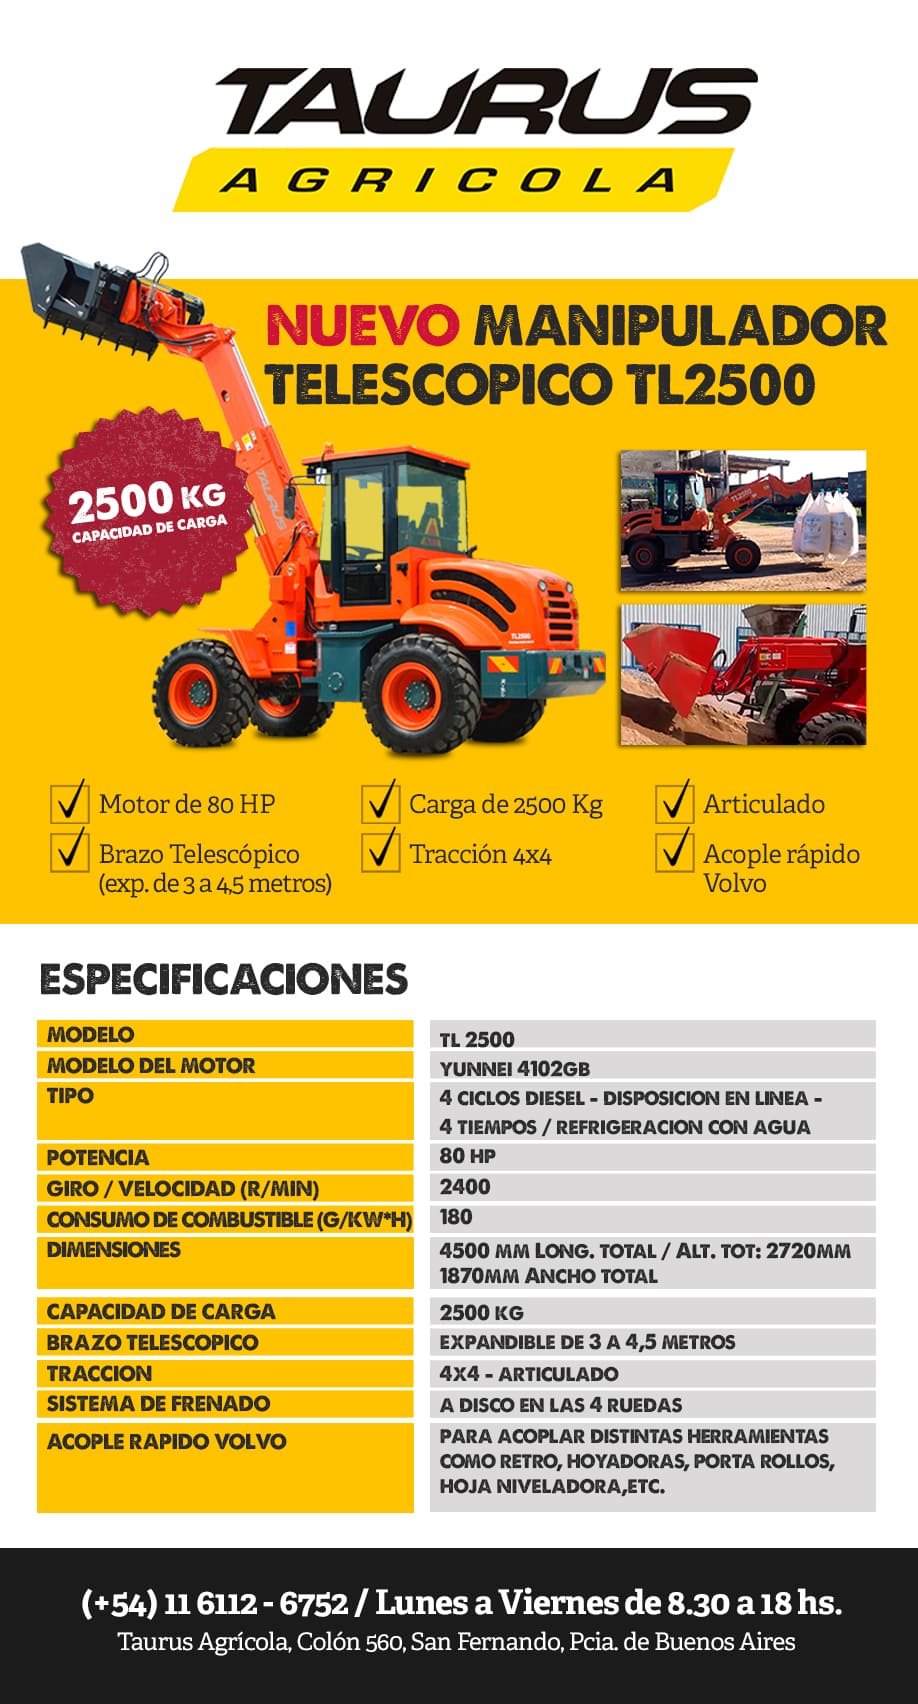 TAURUS
AGRICOLA
NUEVO MANIPULADOR
TELESCOPICO TL2500
2500 KG
CAPACIDAD DE CARGA
TAURUS
TL2500
TL2500
Motor de 80 HP
Carga de 2500 Kg
Articulado
Brazo Telescópico
(exp. de 3 a 4,5 metros)
Tracción 4x4
Acople rápido
Volvo
ESPECIFICACIONES
MODELO TL 2500
MODELO DEL MOTOR YUNNEI 4102GB
TIPO 4 CICLOS DIESEL - DISPOSICION EN LINEA -
4 TIEMPOS / REFRIGERACION CON AGUA
POTENCIA 80 HP
GIRO / VELOCIDAD (R/MIN) 2400
CONSUMO DE COMBUSTIBLE (G/KW*H) 180
DIMENSIONES 4500 MM LONG. TOTAL / ALT. TOT: 2720MM
1870MM ANCHO TOTAL
CAPACIDAD DE CARGA 2500 KG
BRAZO TELESCOPICO EXPANDIBLE DE 3 A 4,5 METROS
TRACCION 4X4 - ARTICULADO
SISTEMA DE FRENADO A DISCO EN LAS 4 RUEDAS
ACOPLE RAPIDO VOLVO PARA ACOPLAR DISTINTAS HERRAMIENTAS
COMO RETRO, HOYADORAS, PORTA ROLLOS,
HOJA NIVELADORA,ETC.
(+54) 11 6112 - 6752 / Lunes a Viernes de 8.30 a 18 hs.
Taurus Agrícola, Colón 560, San Fernando, Pcia. de Buenos Aires